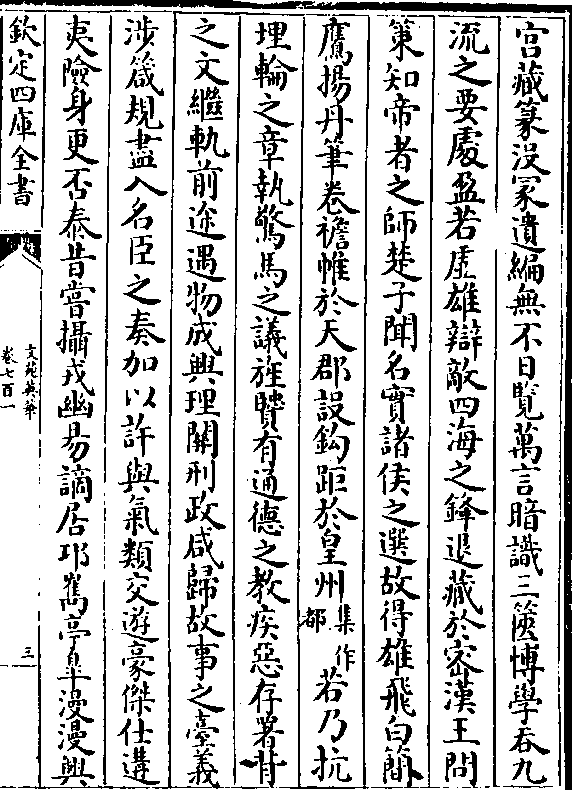 宫藏篆没冢遺編無不日覽萬言暗識三篋博學吞九
流之要處盈若虚雄辯敵四海之鋒退藏於密漢王問
策知帝者之師楚子聞名實諸侯之選故得雄飛白簡
鷹揚丹筆卷襜帷於天郡設鈎距於皇州集作都若乃抗
埋輪之章執驚馬之議旌賢有通德之教疾惡存署背
之文繼軌前途遇物成興理關刑政咸歸故事之臺義
涉箴規盡入名臣之奏加以許與氣類交遊豪傑仕遘
夷險身更否泰昔嘗攝戎幽易謫居邛巂亭臯漫漫興
欽定四庫全書
文苑英華
卷七百一
三